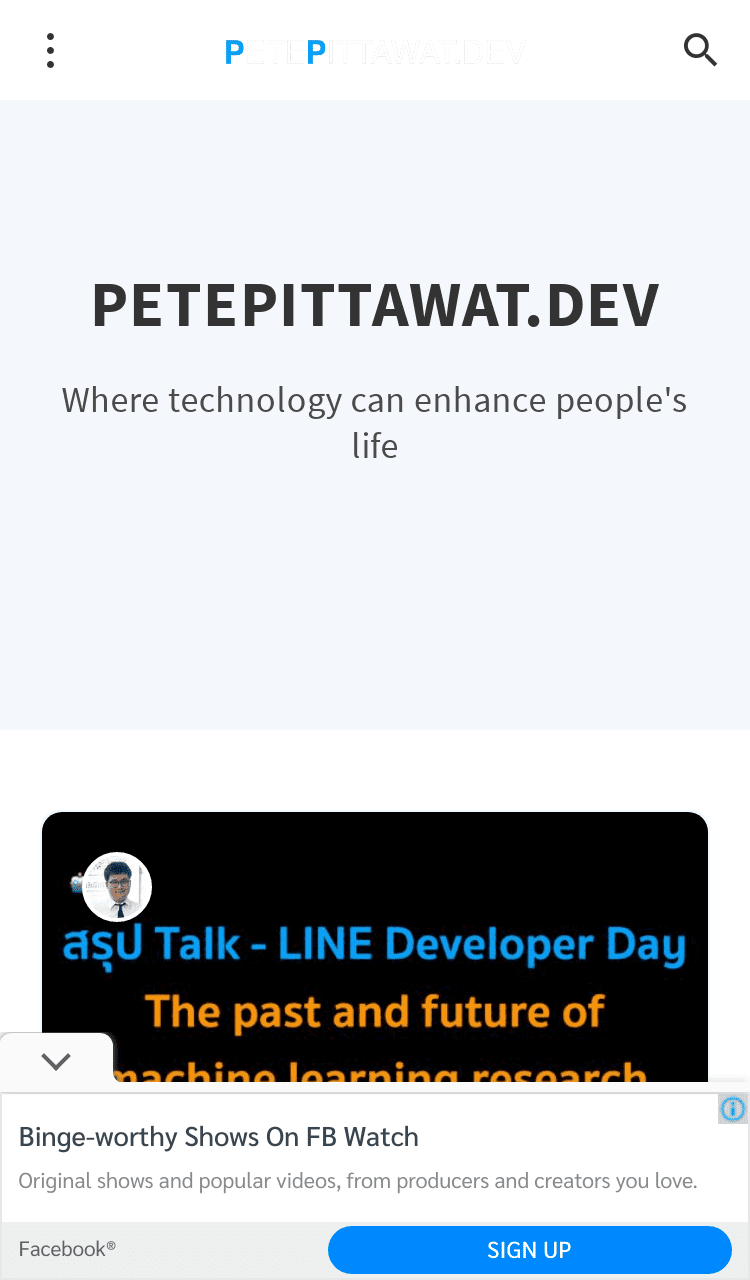 PETEPITTAWAT.DEV
PETEPITTAWAT.DEV
Where technology can enhance people's
life
สรุป Talk - LINE Developer Day
The past and future of
machine learning research
Binge-worthy Shows On FB Watch
Original shows and popular videos, from producers and creators you love.
Facebook®
SIGN UP